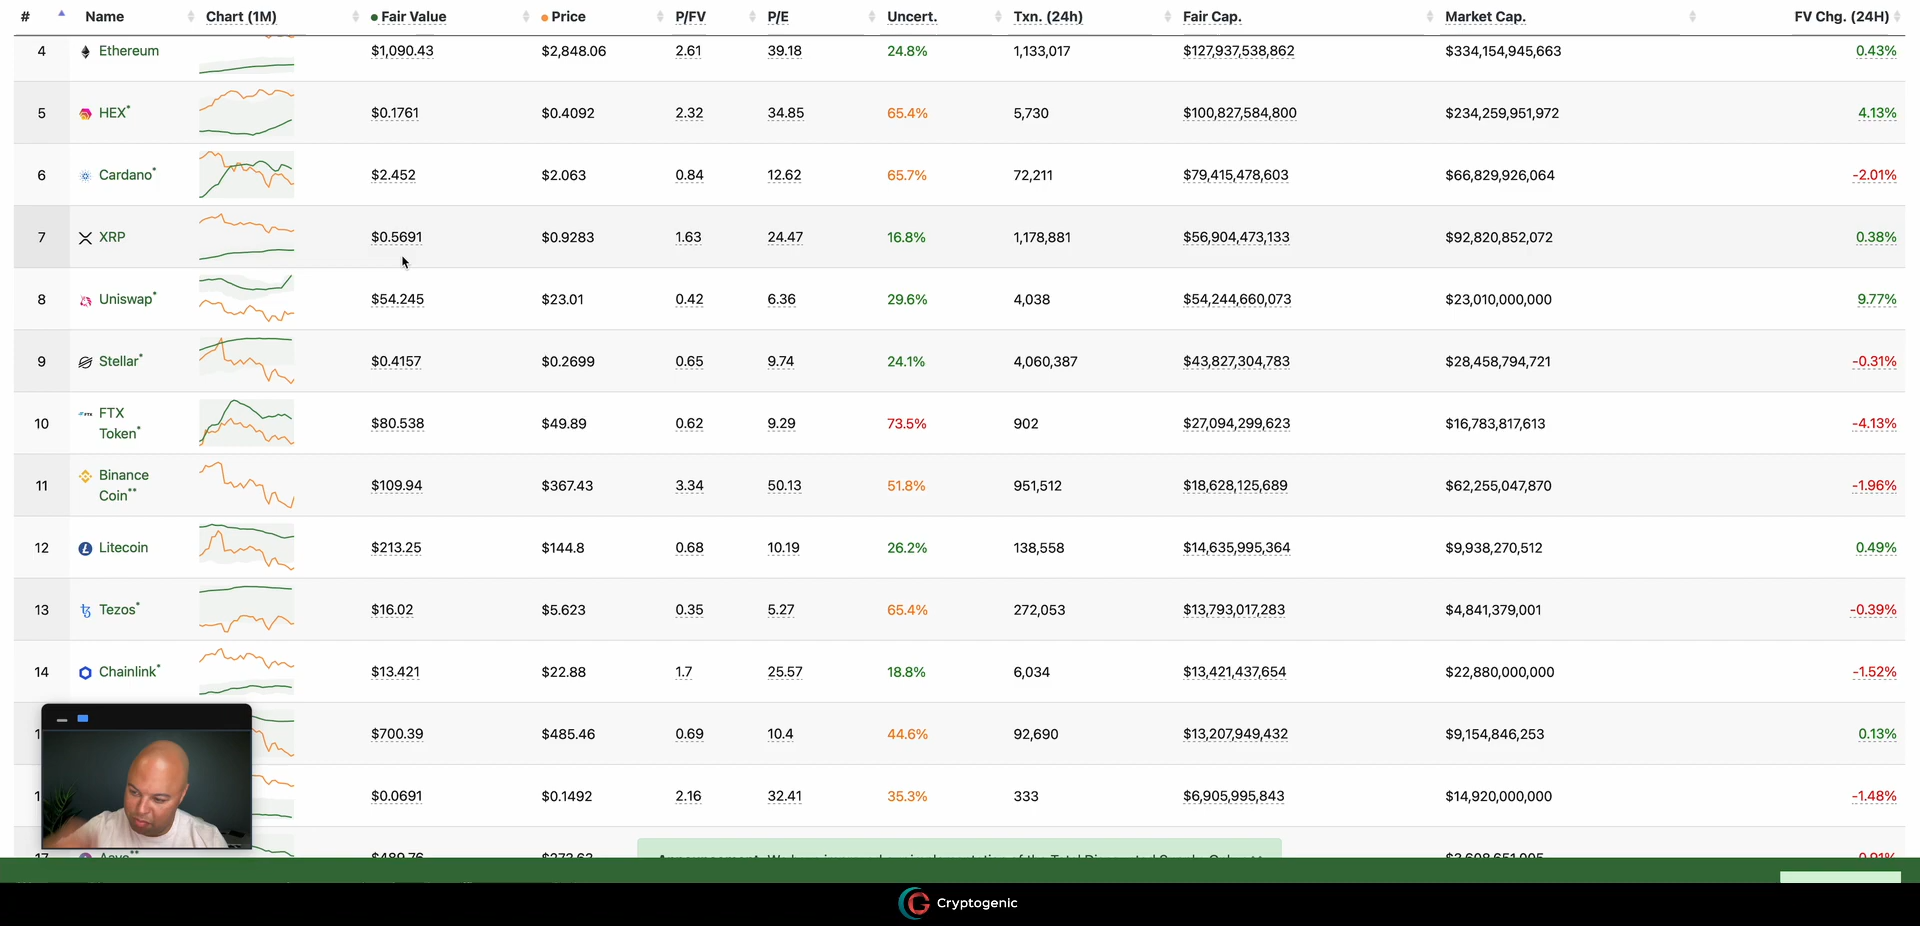 # Name Chart (1M) Fair Value Price P/FV P/E Uncert. Txn. (24h) Fair Cap. Market Cap. FV Chg. (24H)
4 Ethereum $1,090.43 $2,848.06 2.61 39.18 24.8% 1,133,017 $127,937,538,862 $334,154,945,663 0.43%
5 HEX* $0.1761 $0.4092 2.32 34.85 65.4% 5,730 $100,827,584,800 $234,259,951,972 4.13%
6 Cardano* $2.452 $2.063 0.84 12.62 65.7% 72,211 $79,415,478,603 $66,829,926,064 -2.01%
7 XRP $0.5691 $0.9283 1.63 24.47 16.8% 1,178,881 $56,904,473,133 $92,820,852,072 0.38%
8 Uniswap* $54.245 $23.01 0.42 6.36 29.6% 4,038 $54,244,660,073 $23,010,000,000 9.77%
9 Stellar* $0.4157 $0.2699 0.65 9.74 24.1% 4,060,387 $43,827,304,783 $28,458,794,721 -0.31%
10 FTX Token* $80.538 $49.89 0.62 9.29 73.5% 902 $27,094,299,623 $16,783,817,613 -4.13%
11 Binance Coin** $109.94 $367.43 3.34 50.13 51.8% 951,512 $18,628,125,689 $62,255,047,870 -1.96%
12 Litecoin $213.25 $144.8 0.68 10.19 26.2% 138,558 $14,635,995,364 $9,938,270,512 0.49%
13 Tezos* $16.02 $5.623 0.35 5.27 65.4% 272,053 $13,793,017,283 $4,841,379,001 -0.39%
14 Chainlink* $13.421 $22.88 1.7 25.57 18.8% 6,034 $13,421,437,654 $22,880,000,000 -1.52%
1 $700.39 $485.46 0.69 10.4 44.6% 92,690 $13,207,949,432 $9,154,846,253 0.13%
1 $0.0691 $0.1492 2.16 32.41 35.3% 333 $6,905,995,843 $14,920,000,000 -1.48%
17 Aave**
Cryptogenic